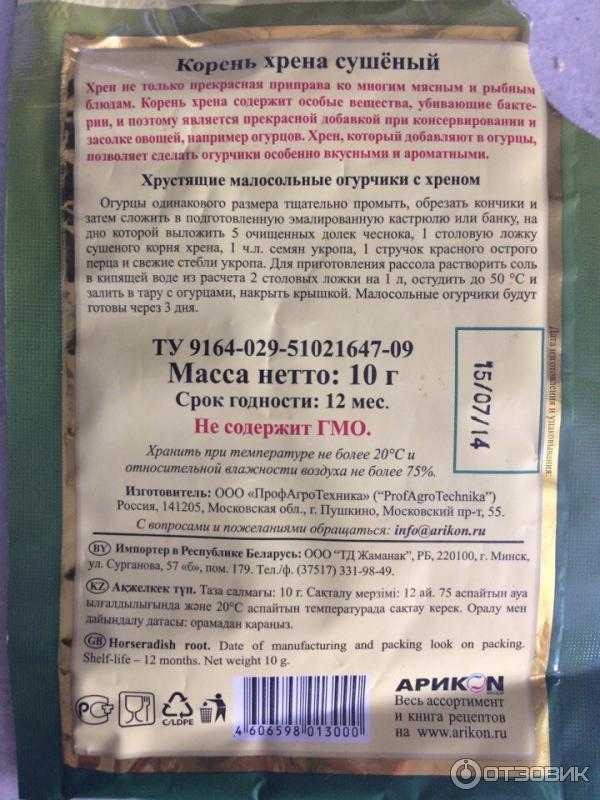 Корень хрена сушёный
Хрен не только прекрасная приправа ко многим мясным и рыбным
блюдам. Корень хрена содержит особые вещества, убивающие бакте-
рии, и поэтому является прекрасной добавкой при консервировании и
засолке овощей, например огурцов. Хрен, который добавляют в огурцы,
позволяет сделать огурчики особенно вкусными и ароматными.
Хрустящие малосольные огурчики с хреном
Огурцы одинакового размера тщательно промыть, обрезать кончики и
затем сложить в подготовленную эмалированную кастрюлю или банку, на
дно которой выложить 5 очищенных долек чеснока, 1 столовую ложку
сушеного корня хрена, 1 ч.л. семян укропа, 1 стручок красного острого
перца и свежие стебли укропа. Для приготовления рассола растворить соль
в кипящей воде из расчета 2 столовых ложки на 1 л, остудить до 50 °С и
залить в тару с огурцами, накрыть крышкой. Малосольные огурчики будут
готовы через 3 дня.
ТУ 9164-029-51021647-09
Масса нетто: 10 г
Срок годности: 12 мес.
Не содержит ГМО.
Хранить при температуре не более 20°С и
относительной влажности воздуха не более 75%.
Дата изготовления и упаковывания:
15/07/14
Изготовитель: ООО «ПрофАгроТехника» (“ProfAgroTechnika”)
Россия, 141205, Московская обл., г. Пушкино, Московский пр-т, 55.
С вопросами и пожеланиями обращаться: info@arikon.ru
BY Импортер в Республике Беларусь: ООО “ТД Жаманак”, РБ, 220100, г. Минск,
ул. Сурганова, 57 «б», пом. 179. Тел./ф. (37517) 331-98-49.
KZ Ақжелкек түп. Таза салмағы: 10 г. Сақтау мерзімі: 12 ай. 75 аспайтын ауа
ылғалдылығында және 20°С аспайтын температурада сақтау керек. Оралу мен
дайындалу датасы: орамадан қараңыз.
GB Horseradish root. Date of manufacturing and packing look on packing.
Shelf-life – 12 months. Net weight 10 g.
C/LDPE
4 606598 013000
АРИКОN
Весь ассортимент
и книга рецептов
на www.arikon.ru
ОТЗОВИК